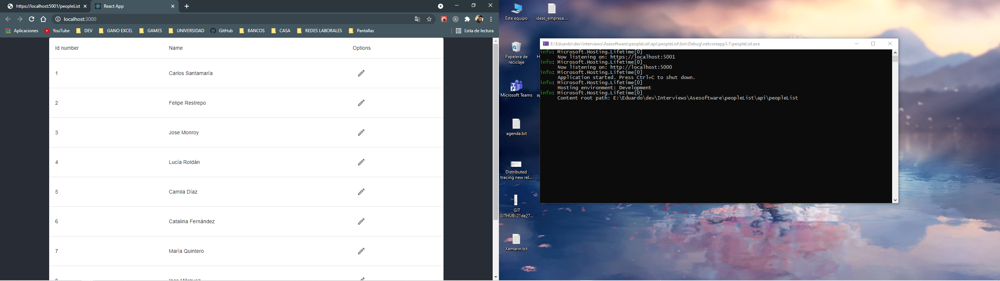 https://localhost:5001/peopleList
React App
localhost:3000
Aplicaciones
YouTube
DEV
GANO EXCEL
GAMES
UNIVERSIDAD
GitHub
BANCOS
CASA
REDES LABORALES
Pantallas
Lista de lectura
Id number Name Options
1 Carlos Santamaría
2 Felipe Restrepo
3 Jose Monroy
4 Lucía Roldán
5 Camila Díaz
6 Catalina Fernández
7 María Quintero
Este equipo
ideas_empresa....
Papelera de
reciclaje
H
Microsoft Teams
agenda.txt
Distributed
tracing new rel...
GIT
GITHUB-21de27...
Xamarin.txt
E:\Eduardo\dev\Interviews\Asesoftware\peopleList\api\peopleList\bin\Debug\netcoreapp3.1\peopleList.exe
info: Microsoft.Hosting.Lifetime[0]
Now listening on: https://localhost:5001
info: Microsoft.Hosting.Lifetime[0]
Now listening on: http://localhost:5000
info: Microsoft.Hosting.Lifetime[0]
Application started. Press Ctrl+C to shut down.
info: Microsoft.Hosting.Lifetime[0]
Hosting environment: Development
info: Microsoft.Hosting.Lifetime[0]
Content root path: E:\Eduardo\dev\Interviews\Asesoftware\peopleList\api\peopleList